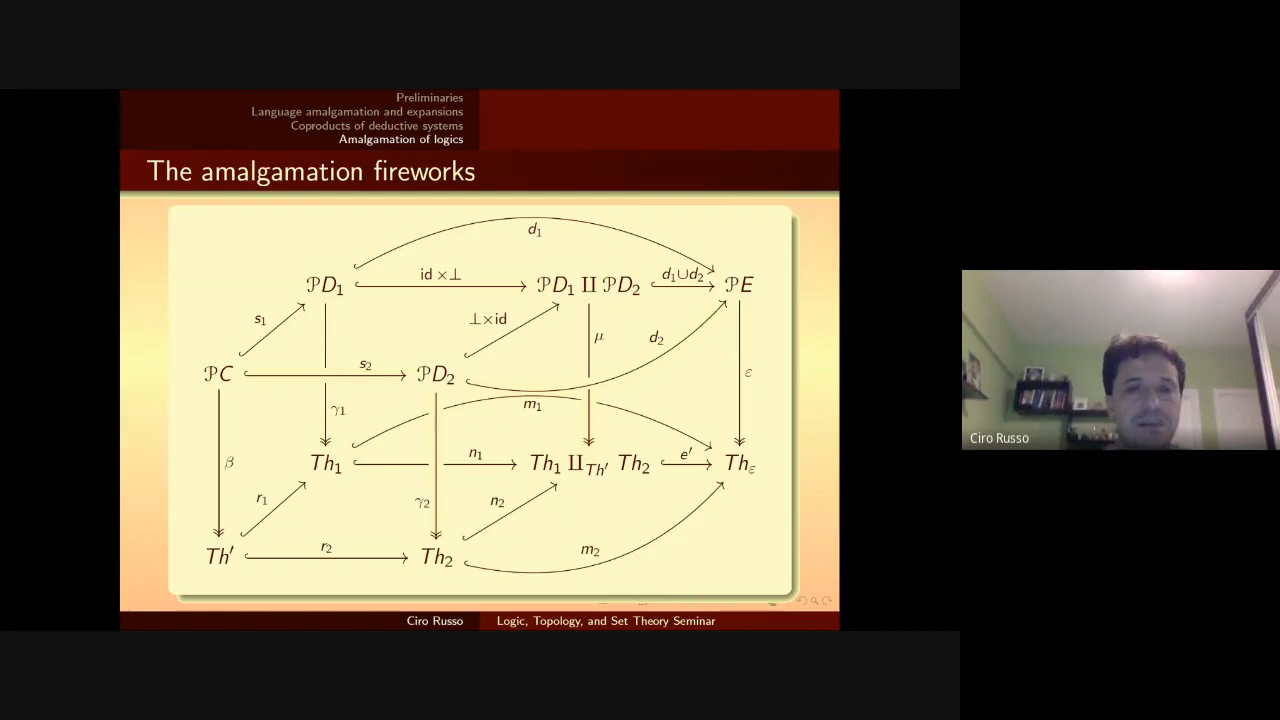 Preliminaries
Language amalgamation and expansions
Coproducts of deductive systems
Amalgamation of logics
The amalgamation fireworks
d₁
𝒫D₁ id × ⊥ 𝒫D₁ ∐ 𝒫D₂ d₁∪d₂ 𝒫E
s₁ ⊥×id μ d₂
𝒫C s₂ 𝒫D₂ ε
γ₁ m₁
β Th₁ n₁ Th₁ ∐_Th′ Th₂ e′ Th_ε
r₁ γ₂ n₂
Th′ r₂ Th₂ m₂
Ciro Russo Logic, Topology, and Set Theory Seminar
Ciro Russo